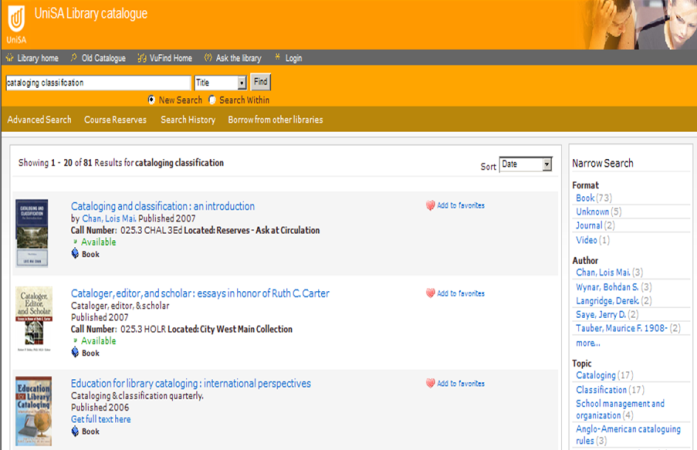 UniSA Library catalogue
UniSA
Library home Old Catalogue VuFind Home Ask the library Login
cataloging classification Title Find
New Search Search Within
Advanced Search Course Reserves Search History Borrow from other libraries
Showing 1 - 20 of 81 Results for cataloging classification
Sort Date
CATALOGING AND CLASSIFICATION
Cataloging and classification : an introduction
by Chan, Lois Mai. Published 2007
Call Number: 025.3 CHAL 3Ed Located: Reserves - Ask at Circulation
Available
Book
Add to favorites
Cataloger, Editor, and Scholar
Cataloger, editor, and scholar : essays in honor of Ruth C. Carter
Cataloger, editor, & scholar
Published 2007
Call Number: 025.3 HOLR Located: City West Main Collection
Available
Book
Add to favorites
Education for Library Cataloging
Education for library cataloging : international perspectives
Cataloging & classification quarterly.
Published 2006
Get full text here
Book
Add to favorites
Narrow Search
Format
Book (73)
Unknown (5)
Journal (2)
Video (1)
Author
Chan, Lois Mai. (3)
Wynar, Bohdan S. (3)
Langridge, Derek. (2)
Saye, Jerry D. (2)
Tauber, Maurice F. 1908- (2)
more...
Topic
Cataloging (17)
Classification (17)
School management and
organization (4)
Anglo-American cataloguing
rules (3)